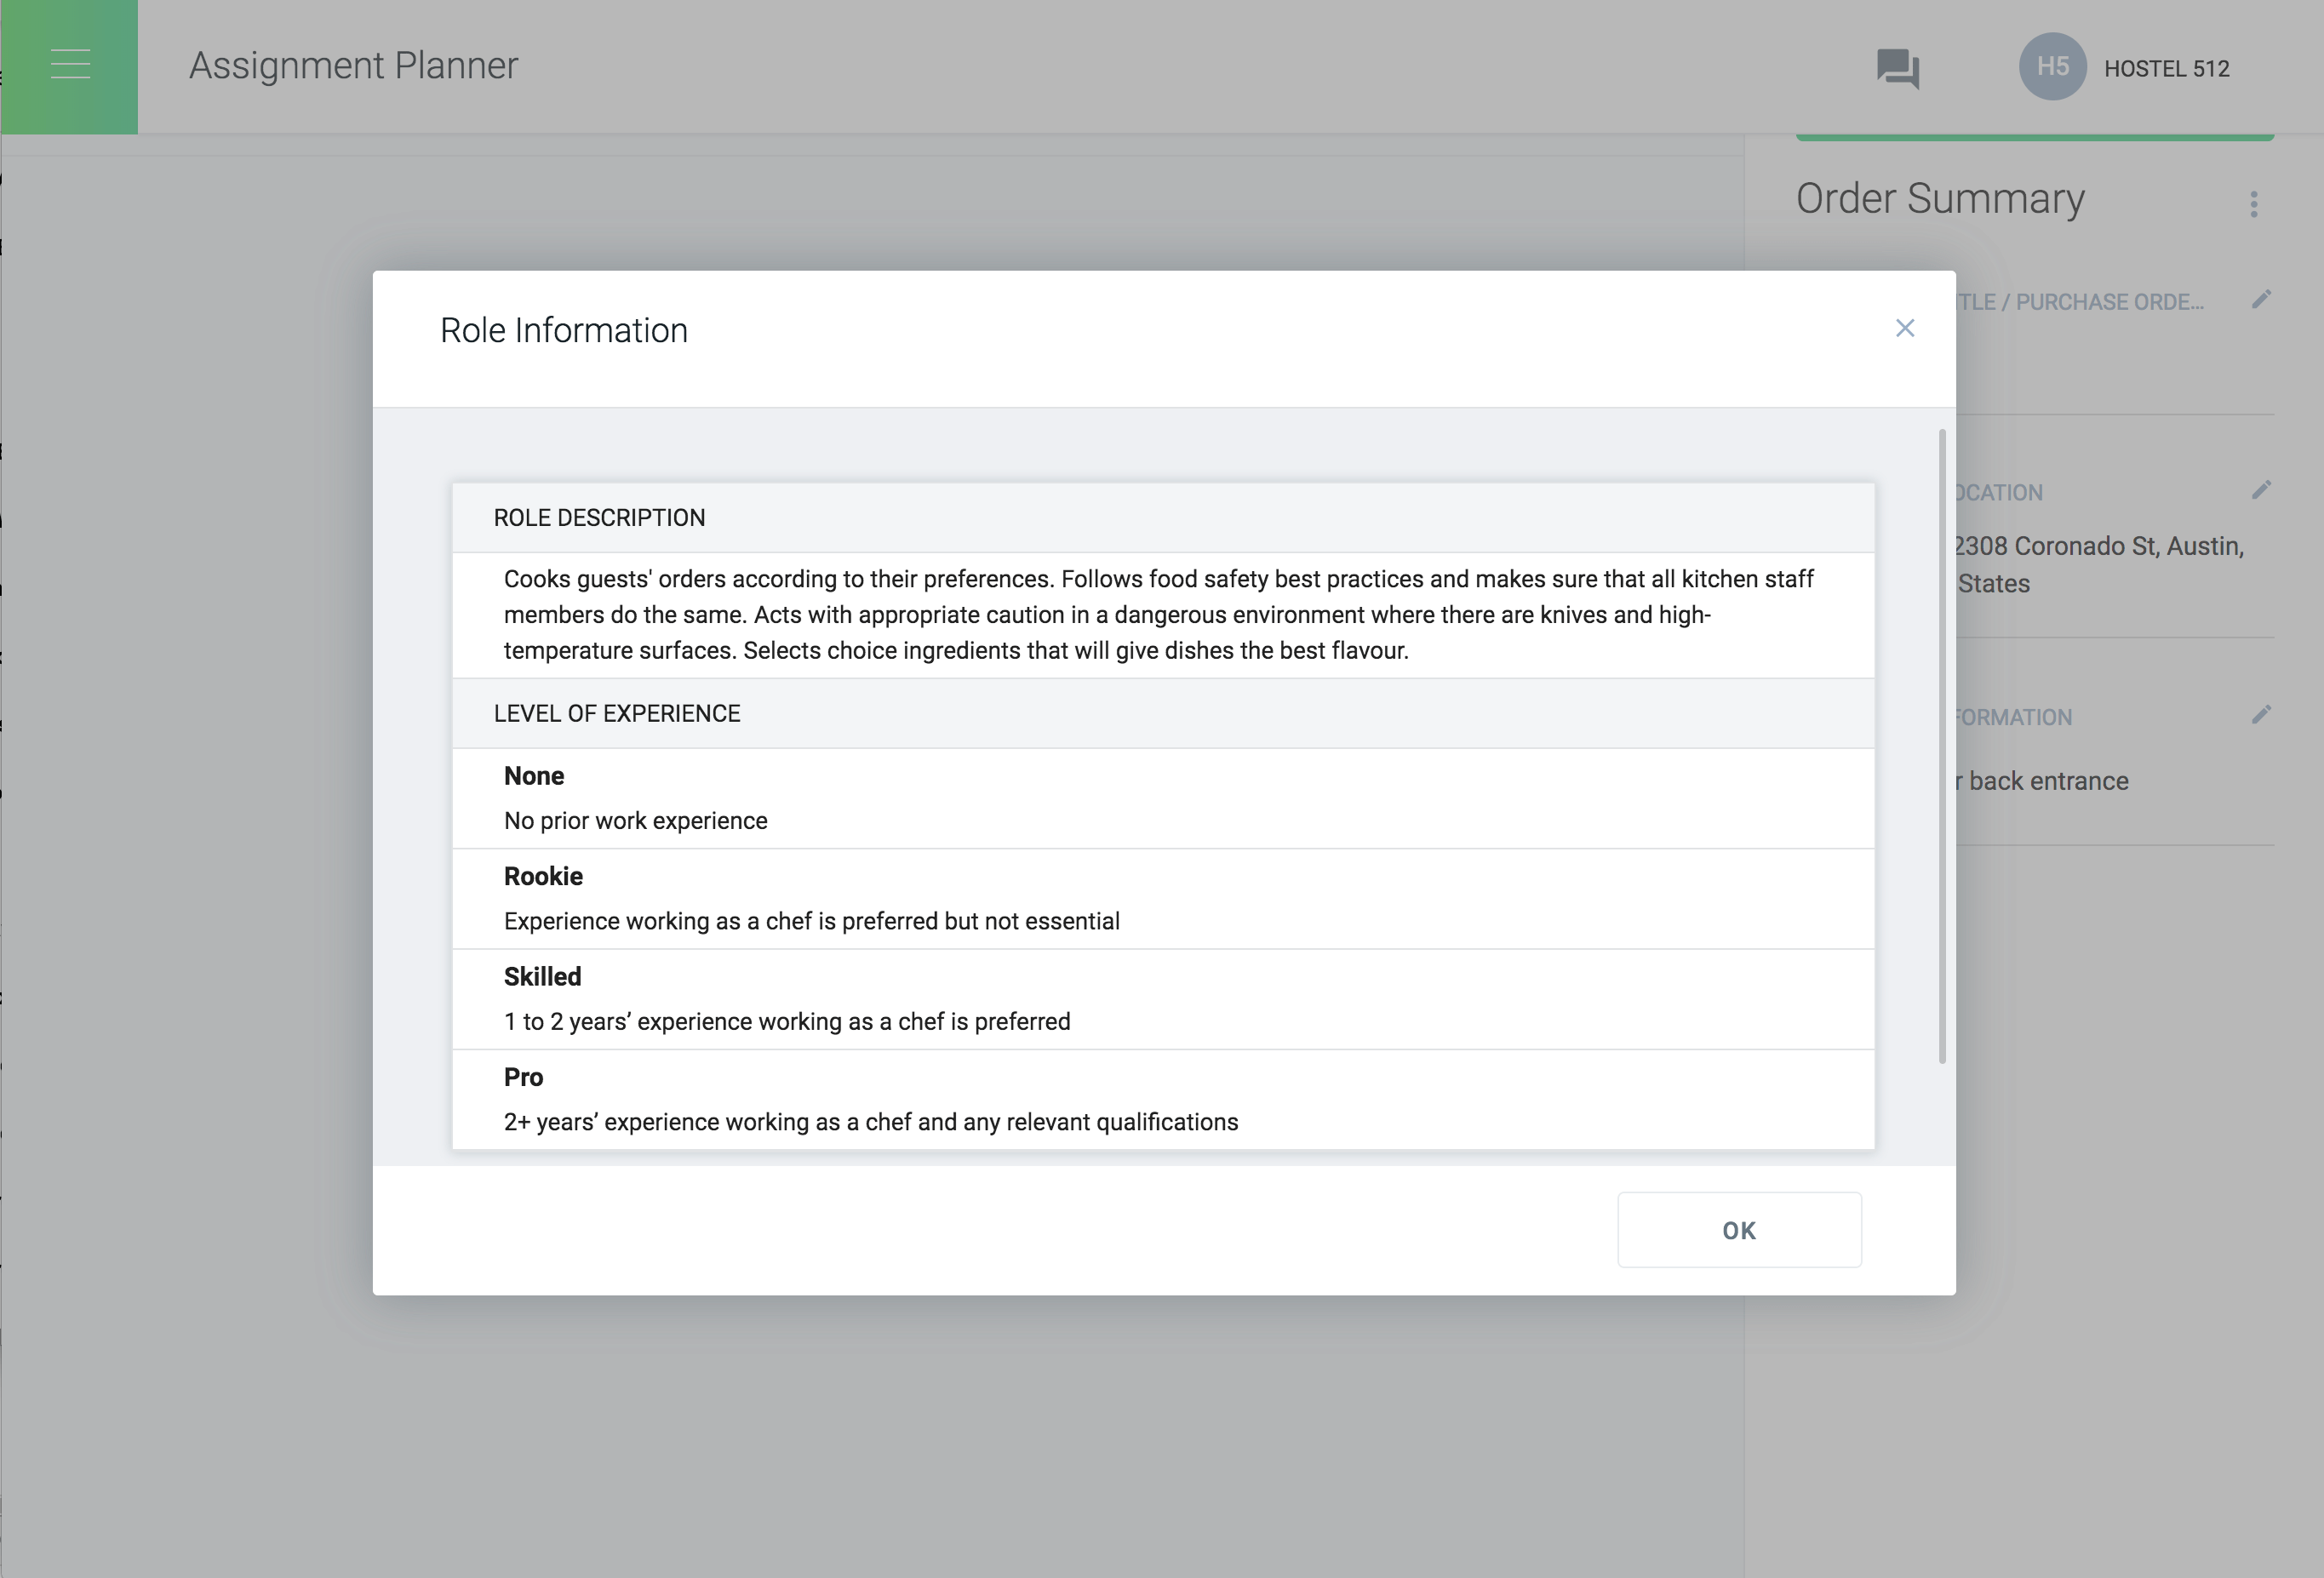 Assignment Planner
H5
HOSTEL 512
Order Summary
Role Information
TLE / PURCHASE ORDE...
ROLE DESCRIPTION
Cooks guests' orders according to their preferences. Follows food safety best practices and makes sure that all kitchen staff
members do the same. Acts with appropriate caution in a dangerous environment where there are knives and high-
temperature surfaces. Selects choice ingredients that will give dishes the best flavour.
LEVEL OF EXPERIENCE
None
No prior work experience
Rookie
Experience working as a chef is preferred but not essential
Skilled
1 to 2 years’ experience working as a chef is preferred
Pro
2+ years’ experience working as a chef and any relevant qualifications
OK
OCATION
2308 Coronado St, Austin,
States
FORMATION
r back entrance